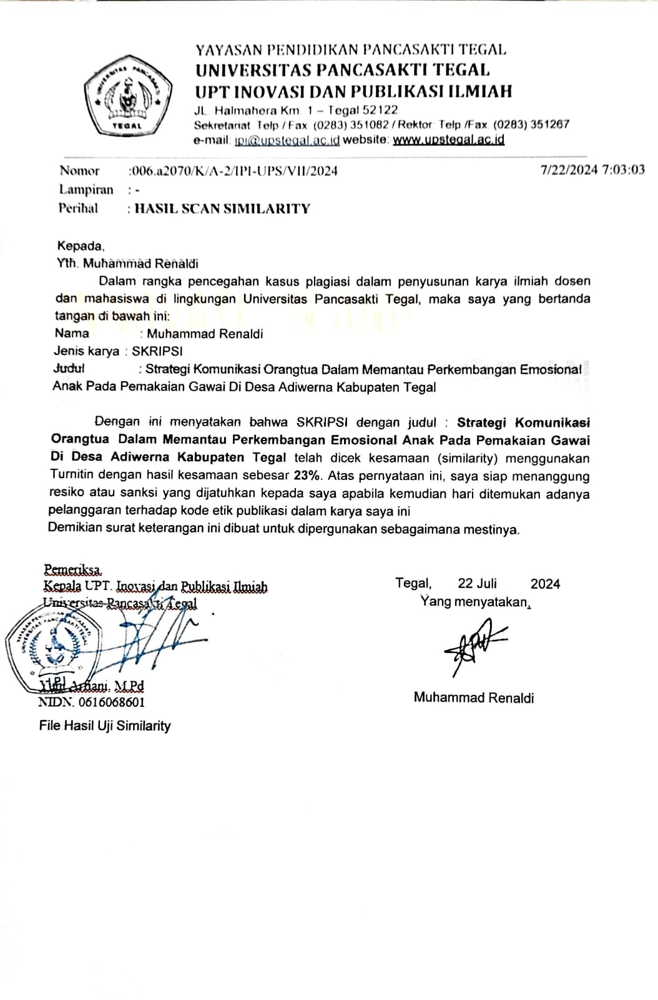 YAYASAN PENDIDIKAN PANCASAKTI TEGAL
UNIVERSITAS PANCASAKTI TEGAL
UPT INOVASI DAN PUBLIKASI ILMIAH
JL. Halmahera Km. 1 – Tegal 52122
Sekretariat Telp / Fax (0283) 351082 / Rektor Telp /Fax (0283) 351267
e-mail: ipi@upstegal.ac.id website: www.upstegal.ac.id
UNIVERSITAS PANCASAKTI
TEGAL
Nomor :006.a2070/K/A-2/IPI-UPS/VII/2024 7/22/2024 7:03:03
Lampiran : -
Perihal : HASIL SCAN SIMILARITY
Kepada,
Yth. Muhammad Renaldi
Dalam rangka pencegahan kasus plagiasi dalam penyusunan karya ilmiah dosen
dan mahasiswa di lingkungan Universitas Pancasakti Tegal, maka saya yang bertanda
tangan di bawah ini:
Nama : Muhammad Renaldi
Jenis karya : SKRIPSI
Judul : Strategi Komunikasi Orangtua Dalam Memantau Perkembangan Emosional
Anak Pada Pemakaian Gawai Di Desa Adiwerna Kabupaten Tegal
Dengan ini menyatakan bahwa SKRIPSI dengan judul : Strategi Komunikasi
Orangtua Dalam Memantau Perkembangan Emosional Anak Pada Pemakaian Gawai
Di Desa Adiwerna Kabupaten Tegal telah dicek kesamaan (similarity) menggunakan
Turnitin dengan hasil kesamaan sebesar 23%. Atas pernyataan ini, saya siap menanggung
resiko atau sanksi yang dijatuhkan kepada saya apabila kemudian hari ditemukan adanya
pelanggaran terhadap kode etik publikasi dalam karya saya ini
Demikian surat keterangan ini dibuat untuk dipergunakan sebagaimana mestinya.
Pemeriksa,
Kepala UPT. Inovasi dan Publikasi Ilmiah
Universitas Pancasakti Tegal
Tegal, 22 Juli 2024
Yang menyatakan,
YAYASAN PENDIDIKAN
UNIVERSITAS PANCASAKTI TEGAL
IPI
Arfiani, M.Pd
NIDN. 0616068601
Muhammad Renaldi
File Hasil Uji Similarity